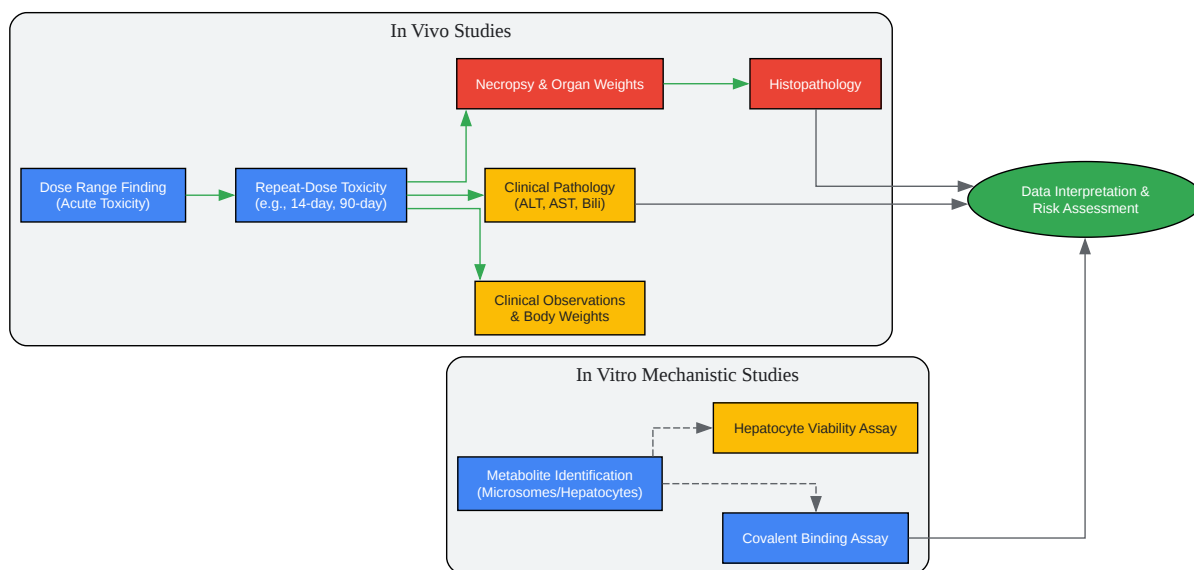 In Vivo Studies
Necropsy & Organ Weights
Histopathology
Dose Range Finding
(Acute Toxicity)
Repeat-Dose Toxicity
(e.g., 14-day, 90-day)
Clinical Pathology
(ALT, AST, Bili)
Data Interpretation &
Risk Assessment
Clinical Observations
& Body Weights
In Vitro Mechanistic Studies
Hepatocyte Viability Assay
Metabolite Identification
(Microsomes/Hepatocytes)
Covalent Binding Assay